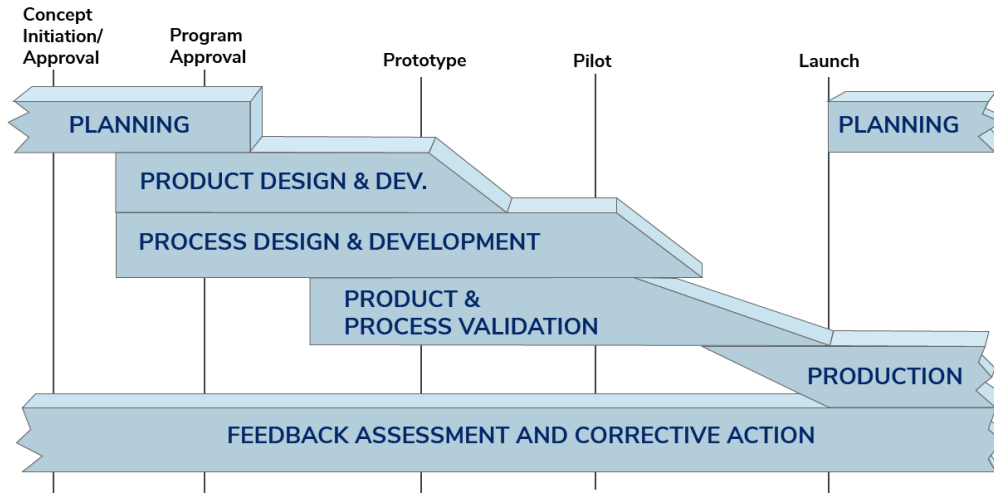 Concept
Initiation/
Approval
Program
Approval
Prototype
Pilot
Launch
PLANNING
PLANNING
PRODUCT DESIGN & DEV.
PROCESS DESIGN & DEVELOPMENT
PRODUCT &
PROCESS VALIDATION
PRODUCTION
FEEDBACK ASSESSMENT AND CORRECTIVE ACTION